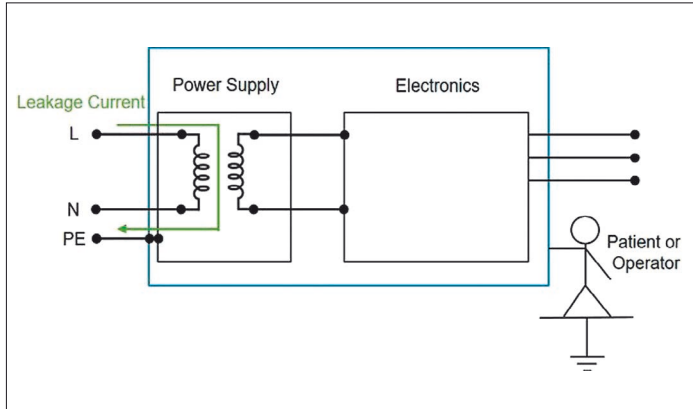 Power Supply
Electronics
Leakage Current
L
N
PE
Patient or
Operator